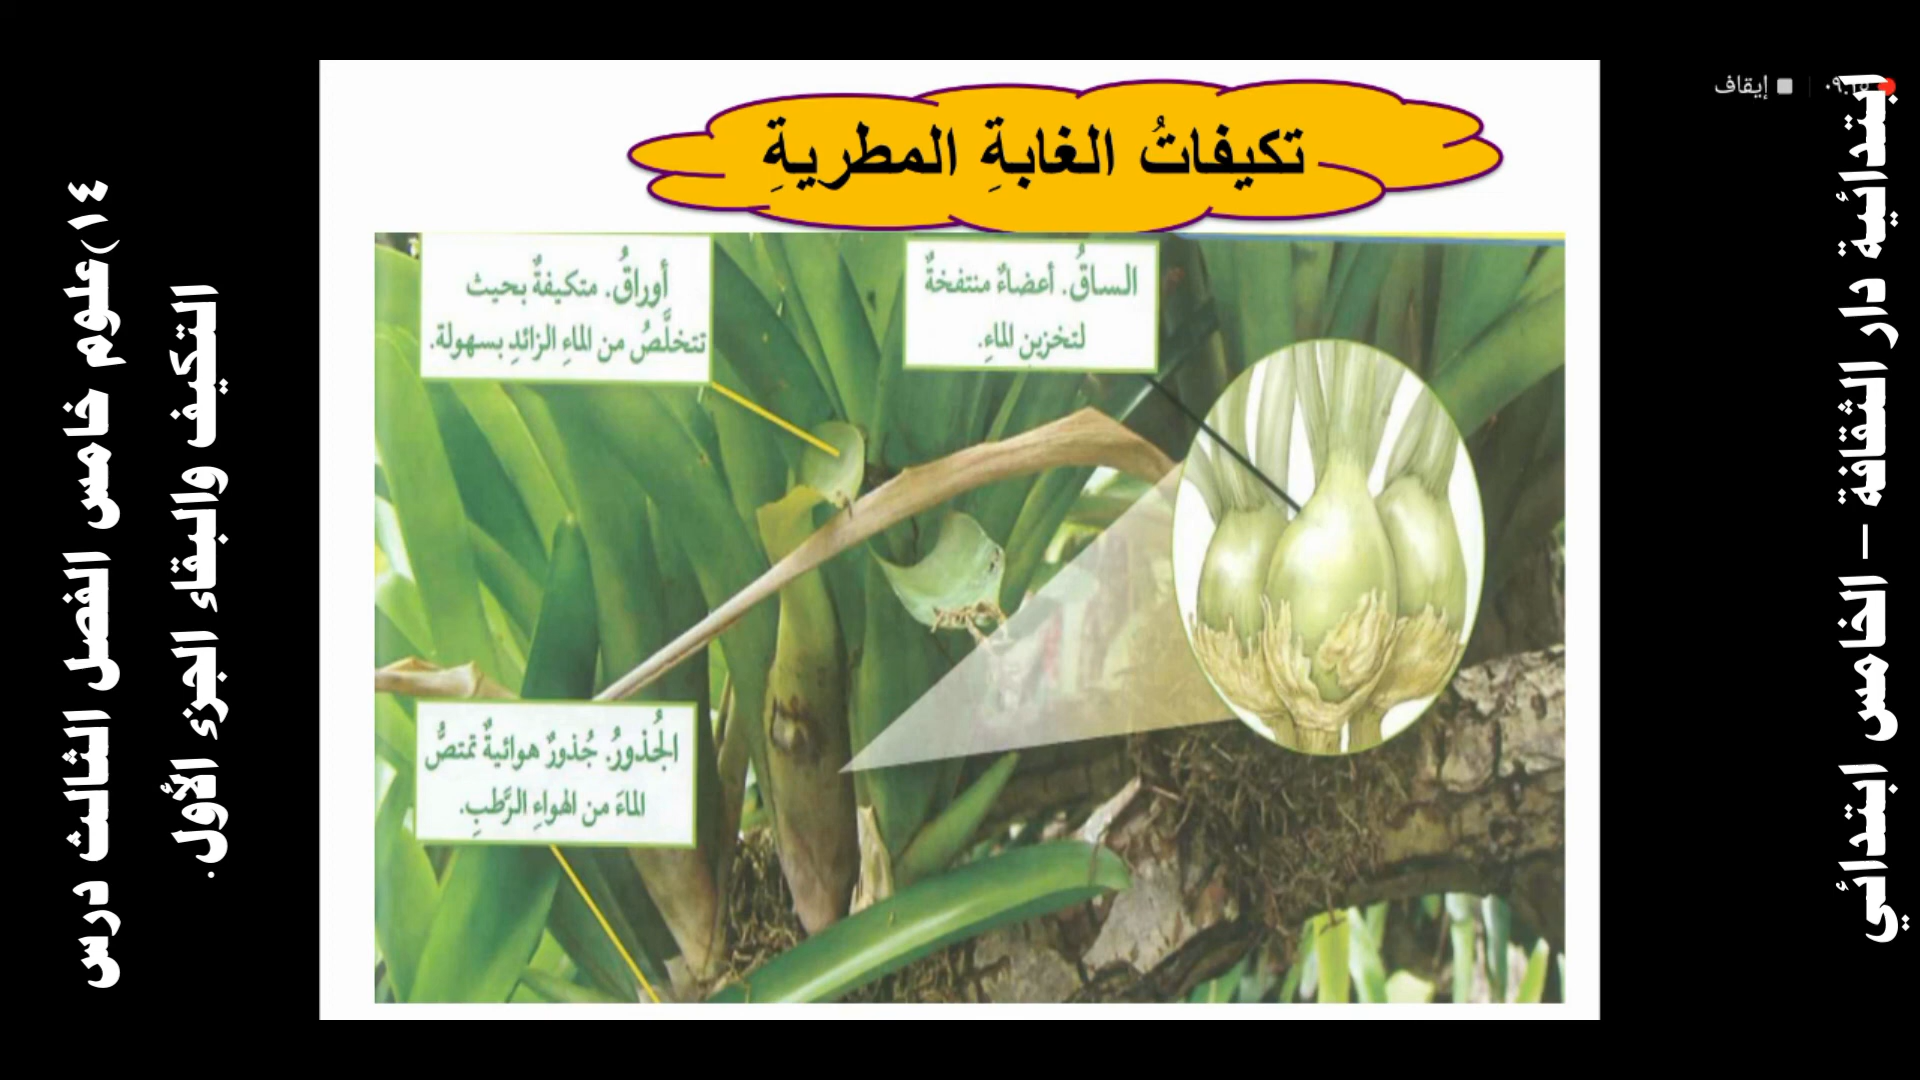 تكيفاتُ الغابةِ المطريةِ
الساقُ. أعضاءٌ منتفخةٌ
لتخزينِ الماءِ.
أوراقُ. متكيفةٌ بحيث
تتخلَّصُ من الماءِ الزائدِ بسهولة.
الجُذورُ. جُذورٌ هوائيةٌ تمتصُّ
الماءَ من الهواءِ الرَّطبِ.
إيقاف
ابتدائية دار الثقافة – الخامس ابتدائي
١٤)علوم خامس الفصل الثالث درس
التكيف والبقاء الجزء الأول.